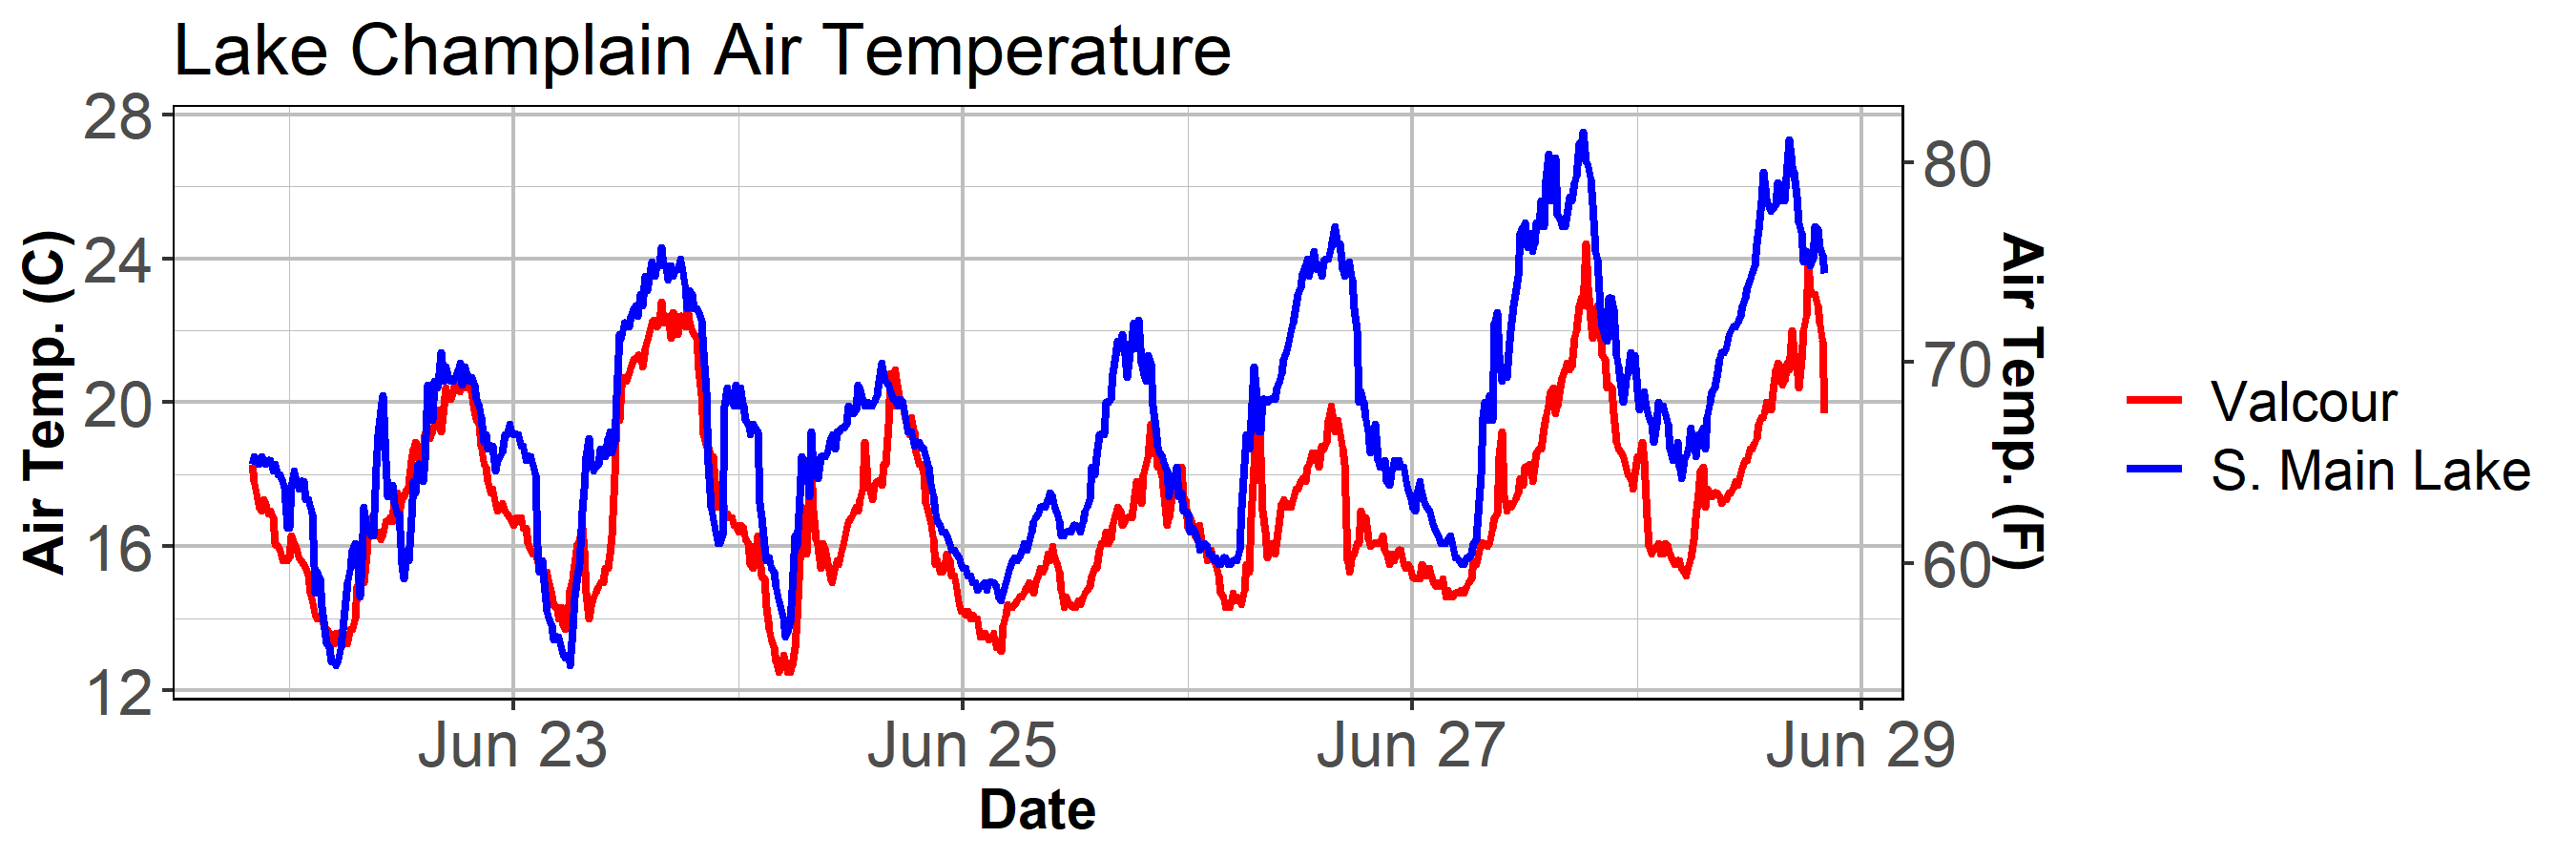 Lake Champlain Air Temperature
28
24
20
16
12
Air Temp. (C)
80
70
60
Air Temp. (F)
Jun 23
Jun 25
Jun 27
Jun 29
Date
Valcour
S. Main Lake